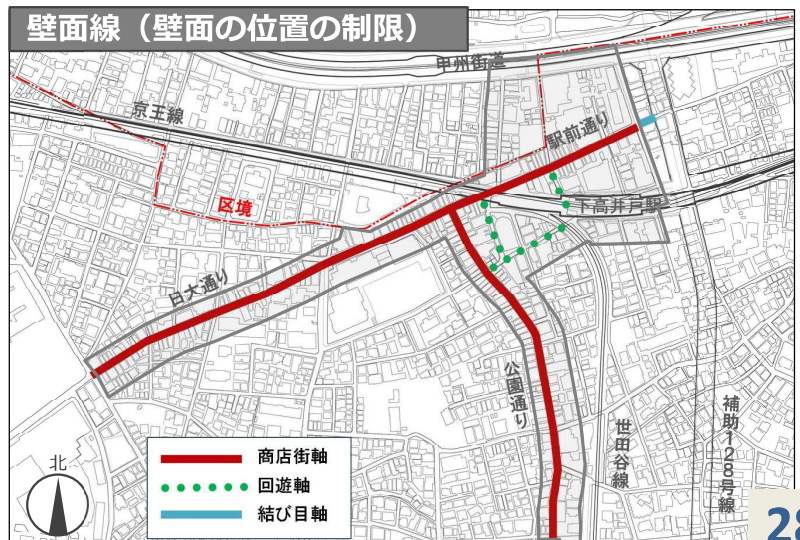 壁面線（壁面の位置の制限）
甲州街道
京王線
駅前通り
区境
下高井戸駅
日大通り
公園通り
世田谷線
補助128号線
北
商店街軸
回遊軸
結び目軸
28